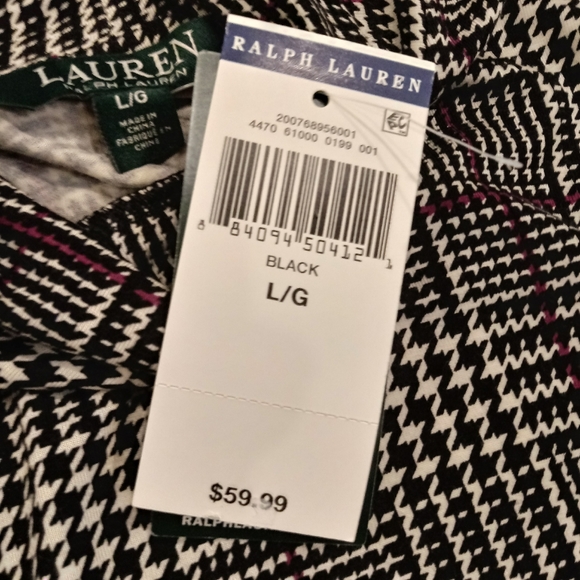 LAUREN
RALPH LAUREN
L/G
MADE IN
CHINA
FABRIQUE EN
CHINE
RALPH LAUREN
200768956001
4470 61000 0199 001
8 84094 50412 1
BLACK
L/G
$59.99